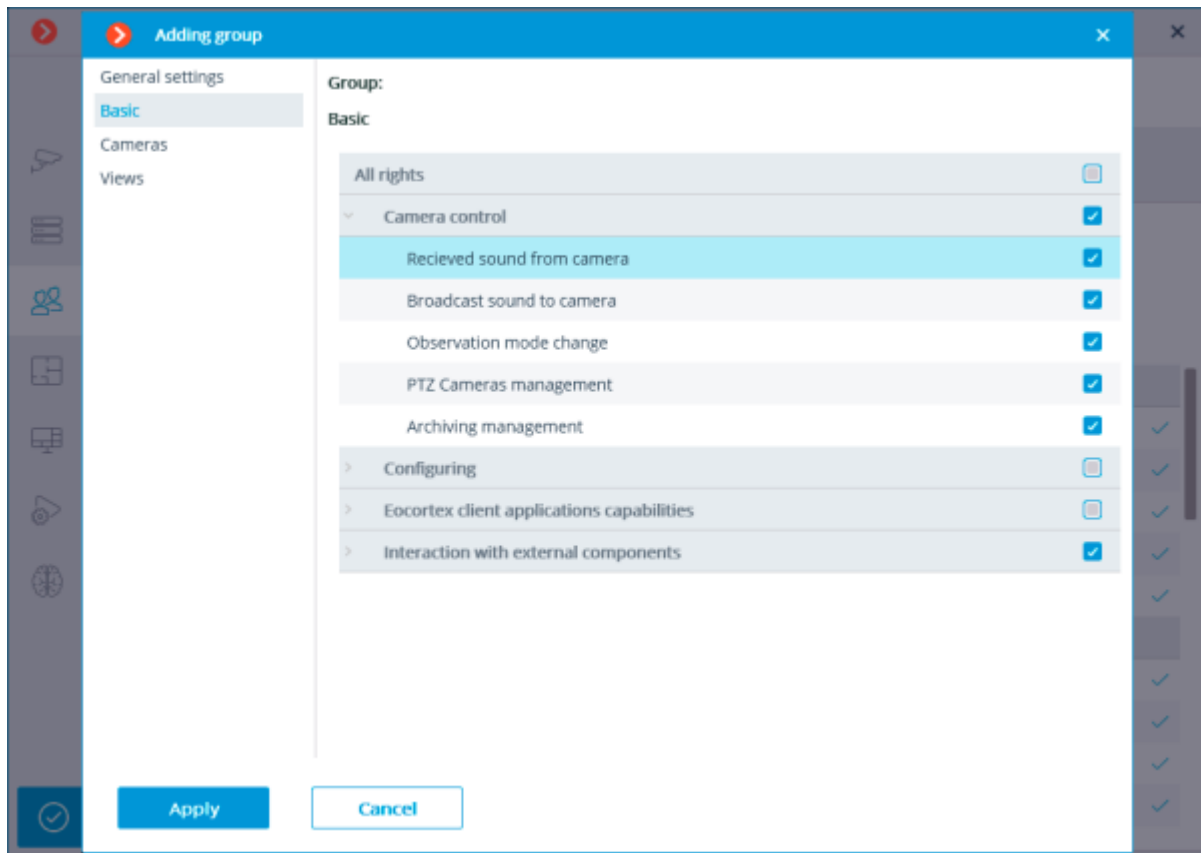 Adding group
General settings
Basic
Cameras
Views
Group:
Basic
All rights
Camera control
Recieved sound from camera
Broadcast sound to camera
Observation mode change
PTZ Cameras management
Archiving management
Configuring
Eocortex client applications capabilities
Interaction with external components
Apply
Cancel